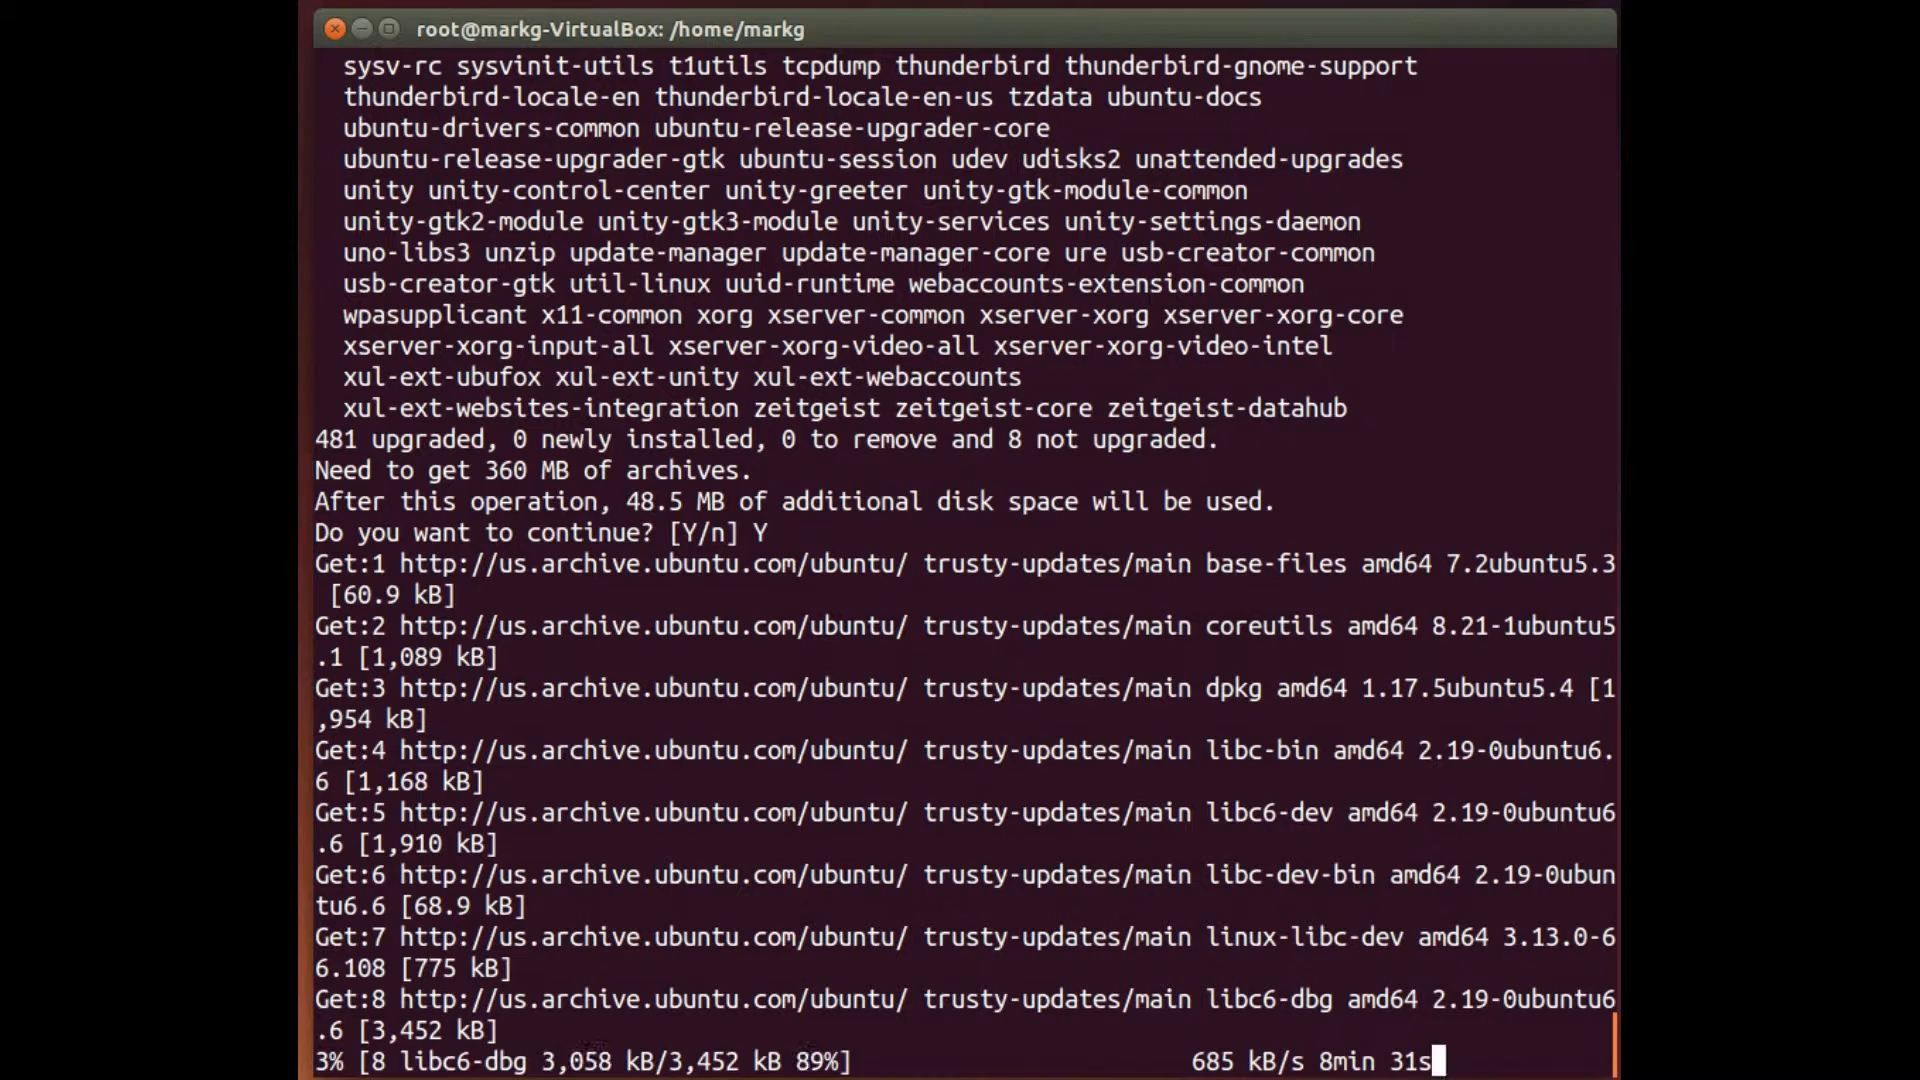 root@markg-VirtualBox: /home/markg
sysv-rc sysvinit-utils t1utils tcpdump thunderbird thunderbird-gnome-support
thunderbird-locale-en thunderbird-locale-en-us tzdata ubuntu-docs
ubuntu-drivers-common ubuntu-release-upgrader-core
ubuntu-release-upgrader-gtk ubuntu-session udev udisks2 unattended-upgrades
unity unity-control-center unity-greeter unity-gtk-module-common
unity-gtk2-module unity-gtk3-module unity-services unity-settings-daemon
uno-libs3 unzip update-manager update-manager-core ure usb-creator-common
usb-creator-gtk util-linux uuid-runtime webaccounts-extension-common
wpasupplicant x11-common xorg xserver-common xserver-xorg xserver-xorg-core
xserver-xorg-input-all xserver-xorg-video-all xserver-xorg-video-intel
xul-ext-ubufox xul-ext-unity xul-ext-webaccounts
xul-ext-websites-integration zeitgeist zeitgeist-core zeitgeist-datahub
481 upgraded, 0 newly installed, 0 to remove and 8 not upgraded.
Need to get 360 MB of archives.
After this operation, 48.5 MB of additional disk space will be used.
Do you want to continue? [Y/n] Y
Get:1 http://us.archive.ubuntu.com/ubuntu/ trusty-updates/main base-files amd64 7.2ubuntu5.3
[60.9 kB]
Get:2 http://us.archive.ubuntu.com/ubuntu/ trusty-updates/main coreutils amd64 8.21-1ubuntu5
.1 [1,089 kB]
Get:3 http://us.archive.ubuntu.com/ubuntu/ trusty-updates/main dpkg amd64 1.17.5ubuntu5.4 [1
,954 kB]
Get:4 http://us.archive.ubuntu.com/ubuntu/ trusty-updates/main libc-bin amd64 2.19-0ubuntu6.
6 [1,168 kB]
Get:5 http://us.archive.ubuntu.com/ubuntu/ trusty-updates/main libc6-dev amd64 2.19-0ubuntu6
.6 [1,910 kB]
Get:6 http://us.archive.ubuntu.com/ubuntu/ trusty-updates/main libc-dev-bin amd64 2.19-0ubun
tu6.6 [68.9 kB]
Get:7 http://us.archive.ubuntu.com/ubuntu/ trusty-updates/main linux-libc-dev amd64 3.13.0-6
6.108 [775 kB]
Get:8 http://us.archive.ubuntu.com/ubuntu/ trusty-updates/main libc6-dbg amd64 2.19-0ubuntu6
.6 [3,452 kB]
3% [8 libc6-dbg 3,058 kB/3,452 kB 89%] 685 kB/s 8min 31s